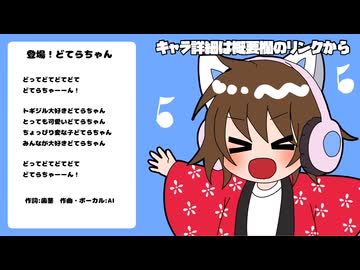 キャラ詳細は概要欄のリンクから
登場！どてらちゃん
どってどてどてどて
どてらちゃーーん！
トギジル大好きどてらちゃん
とっても可愛いどてらちゃん
ちょっぴり変な子どてらちゃん
みんなが大好きどてらちゃん
どってどてどてどて
どてらちゃーーん！
作詞:歯茎　作曲・ボーカル:AI